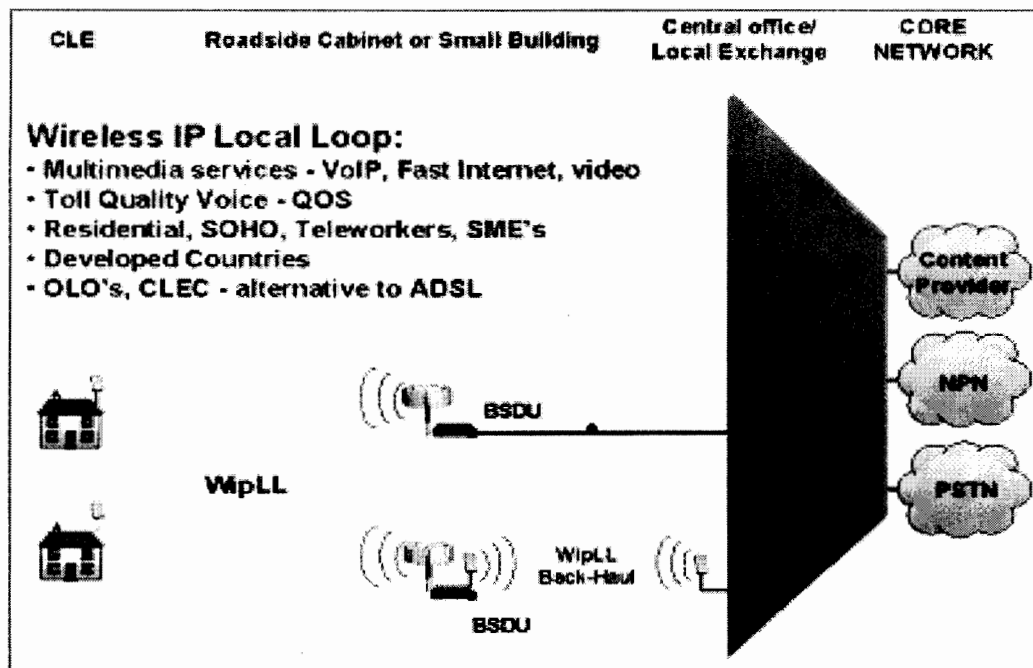 CLE
Roadside Cabinet or Small Building
Central office/
Local Exchange
CORE
NETWORK
Wireless IP Local Loop:
• Multimedia services - VoIP, Fast Internet, video
• Toll Quality Voice - QOS
• Residential, SOHO, Teleworkers, SME's
• Developed Countries
• OLO's, CLEC - alternative to ADSL
Content
Provider
NPN
BSDU
WipLL
PSTN
WipLL
Back-Haul
BSDU